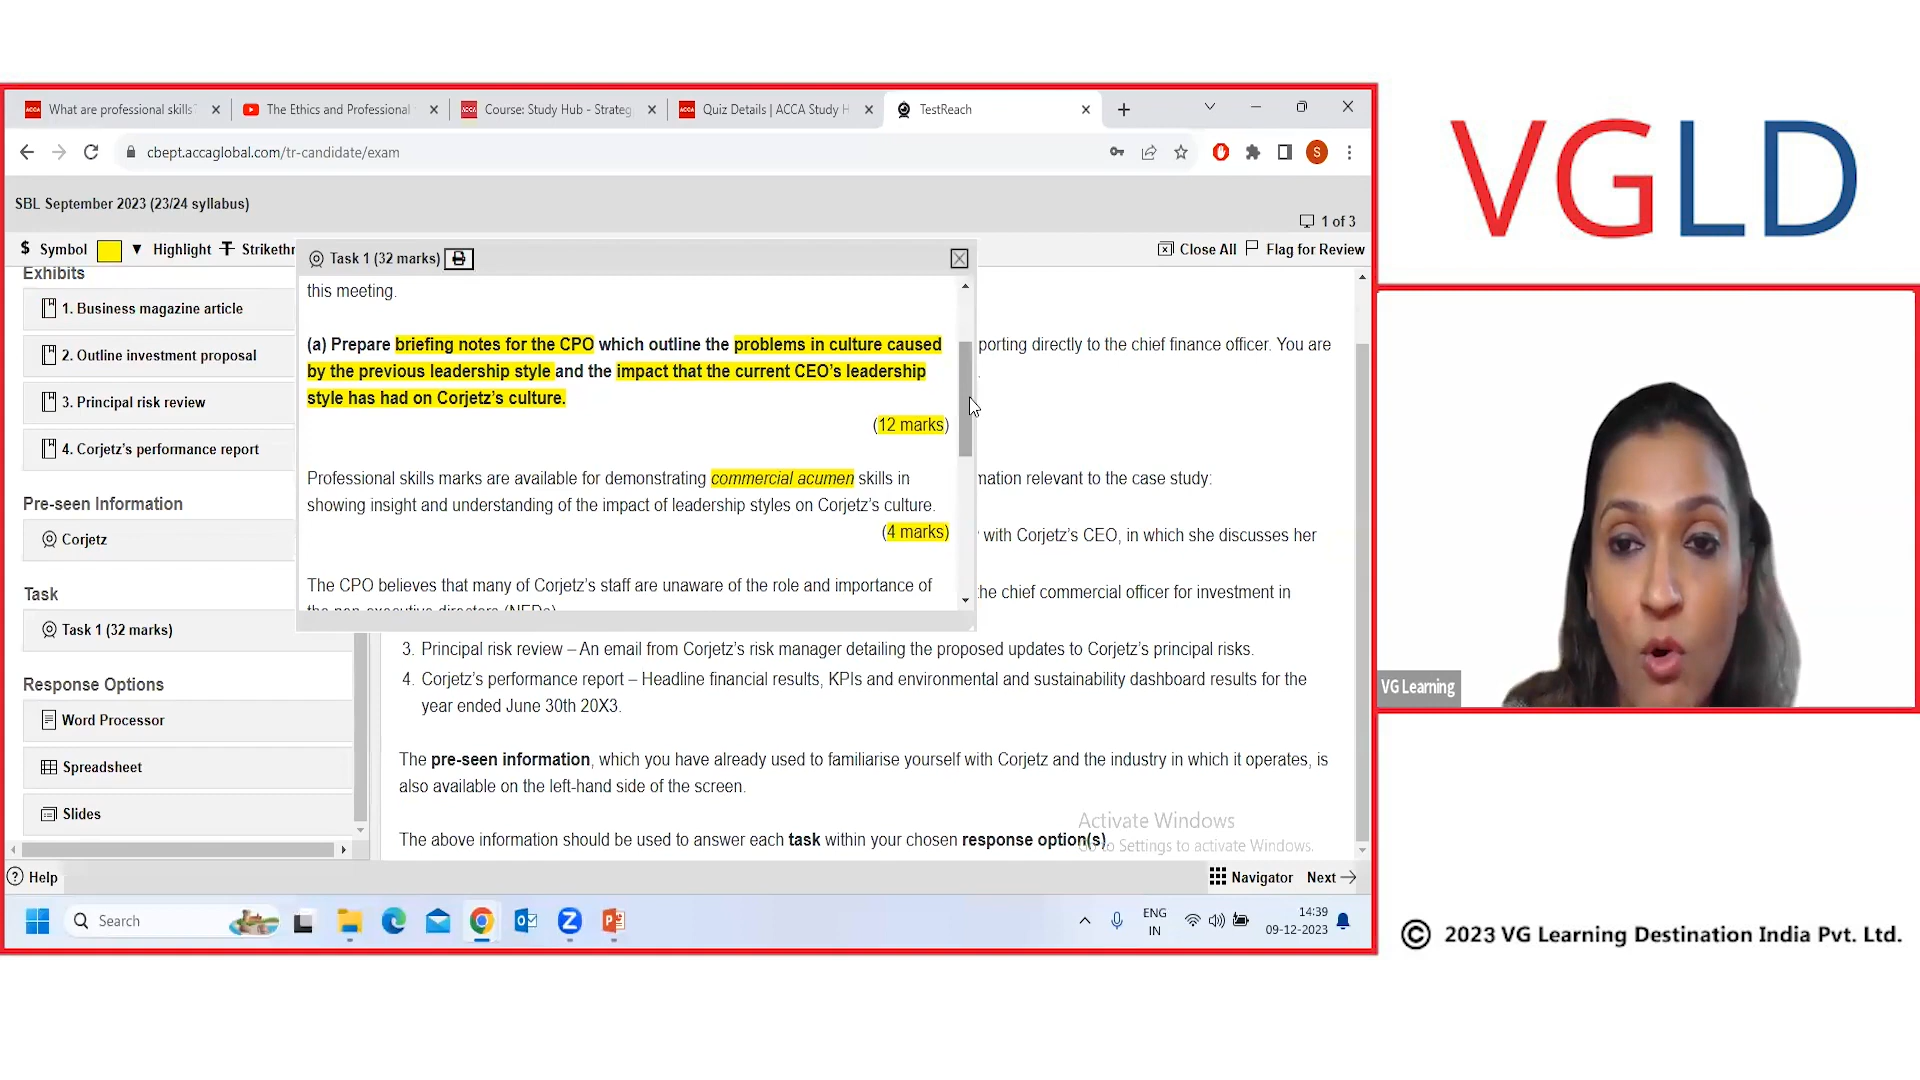 What are professional skills
The Ethics and Professional
Course: Study Hub - Strateg
Quiz Details | ACCA Study H
TestReach
cbept.accaglobal.com/tr-candidate/exam
S
SBL September 2023 (23/24 syllabus)
1 of 3
$ Symbol
Highlight
Strikethr
Close All
Flag for Review
Exhibits
1. Business magazine article
2. Outline investment proposal
3. Principal risk review
4. Corjetz's performance report
Pre-seen Information
Corjetz
Task
Task 1 (32 marks)
Response Options
Word Processor
Spreadsheet
Slides
Task 1 (32 marks)
this meeting.
(a) Prepare briefing notes for the CPO which outline the problems in culture caused
by the previous leadership style and the impact that the current CEO's leadership
style has had on Corjetz's culture.
(12 marks)
Professional skills marks are available for demonstrating commercial acumen skills in
showing insight and understanding of the impact of leadership styles on Corjetz's culture.
(4 marks)
The CPO believes that many of Corjetz's staff are unaware of the role and importance of
the non-executive directors (NEDs)
porting directly to the chief finance officer. You are
mation relevant to the case study:
with Corjetz's CEO, in which she discusses her
the chief commercial officer for investment in
3. Principal risk review – An email from Corjetz's risk manager detailing the proposed updates to Corjetz's principal risks.
4. Corjetz's performance report – Headline financial results, KPIs and environmental and sustainability dashboard results for the
year ended June 30th 20X3.
The pre-seen information, which you have already used to familiarise yourself with Corjetz and the industry in which it operates, is
also available on the left-hand side of the screen.
The above information should be used to answer each task within your chosen response option(s).
Activate Windows
Go to Settings to activate Windows.
Help
Navigator
Next
Search
ENG
IN
14:39
09-12-2023
VGLD
VG Learning
© 2023 VG Learning Destination India Pvt. Ltd.